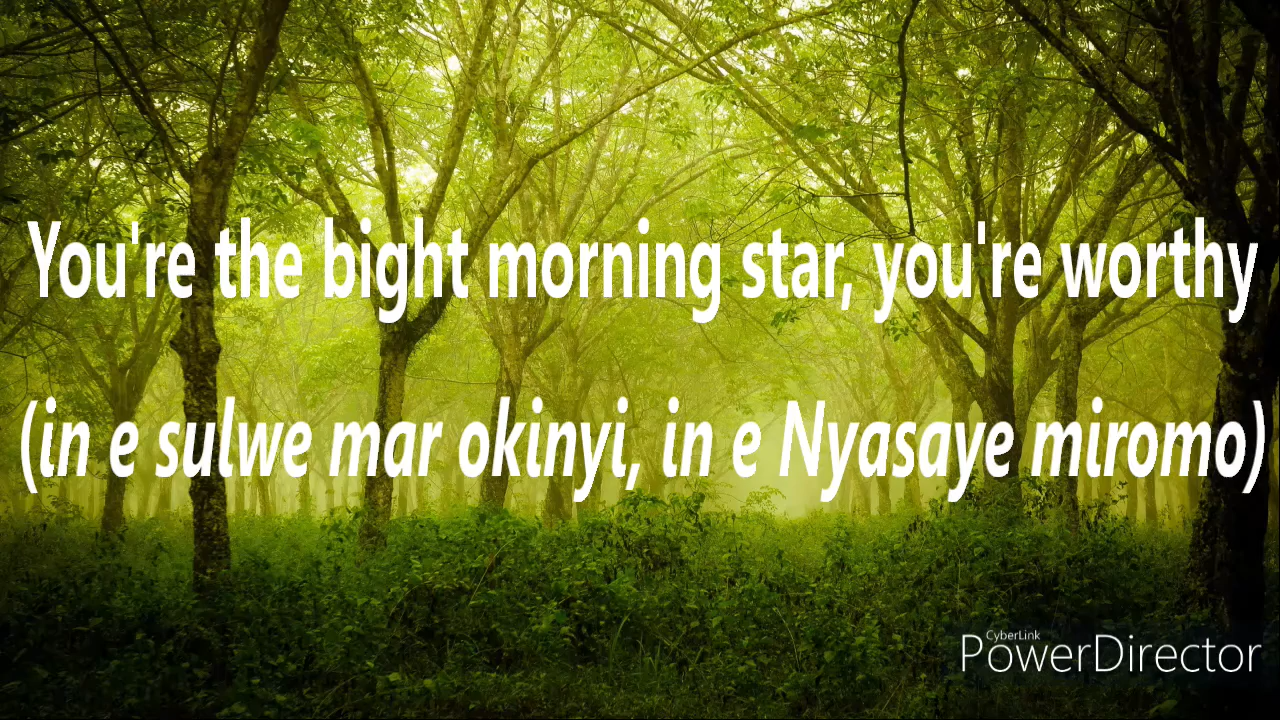 You're the bight morning star, you're worthy
(in e sulwe mar okinyi, in e Nyasaye miromo)
CyberLink
PowerDirector